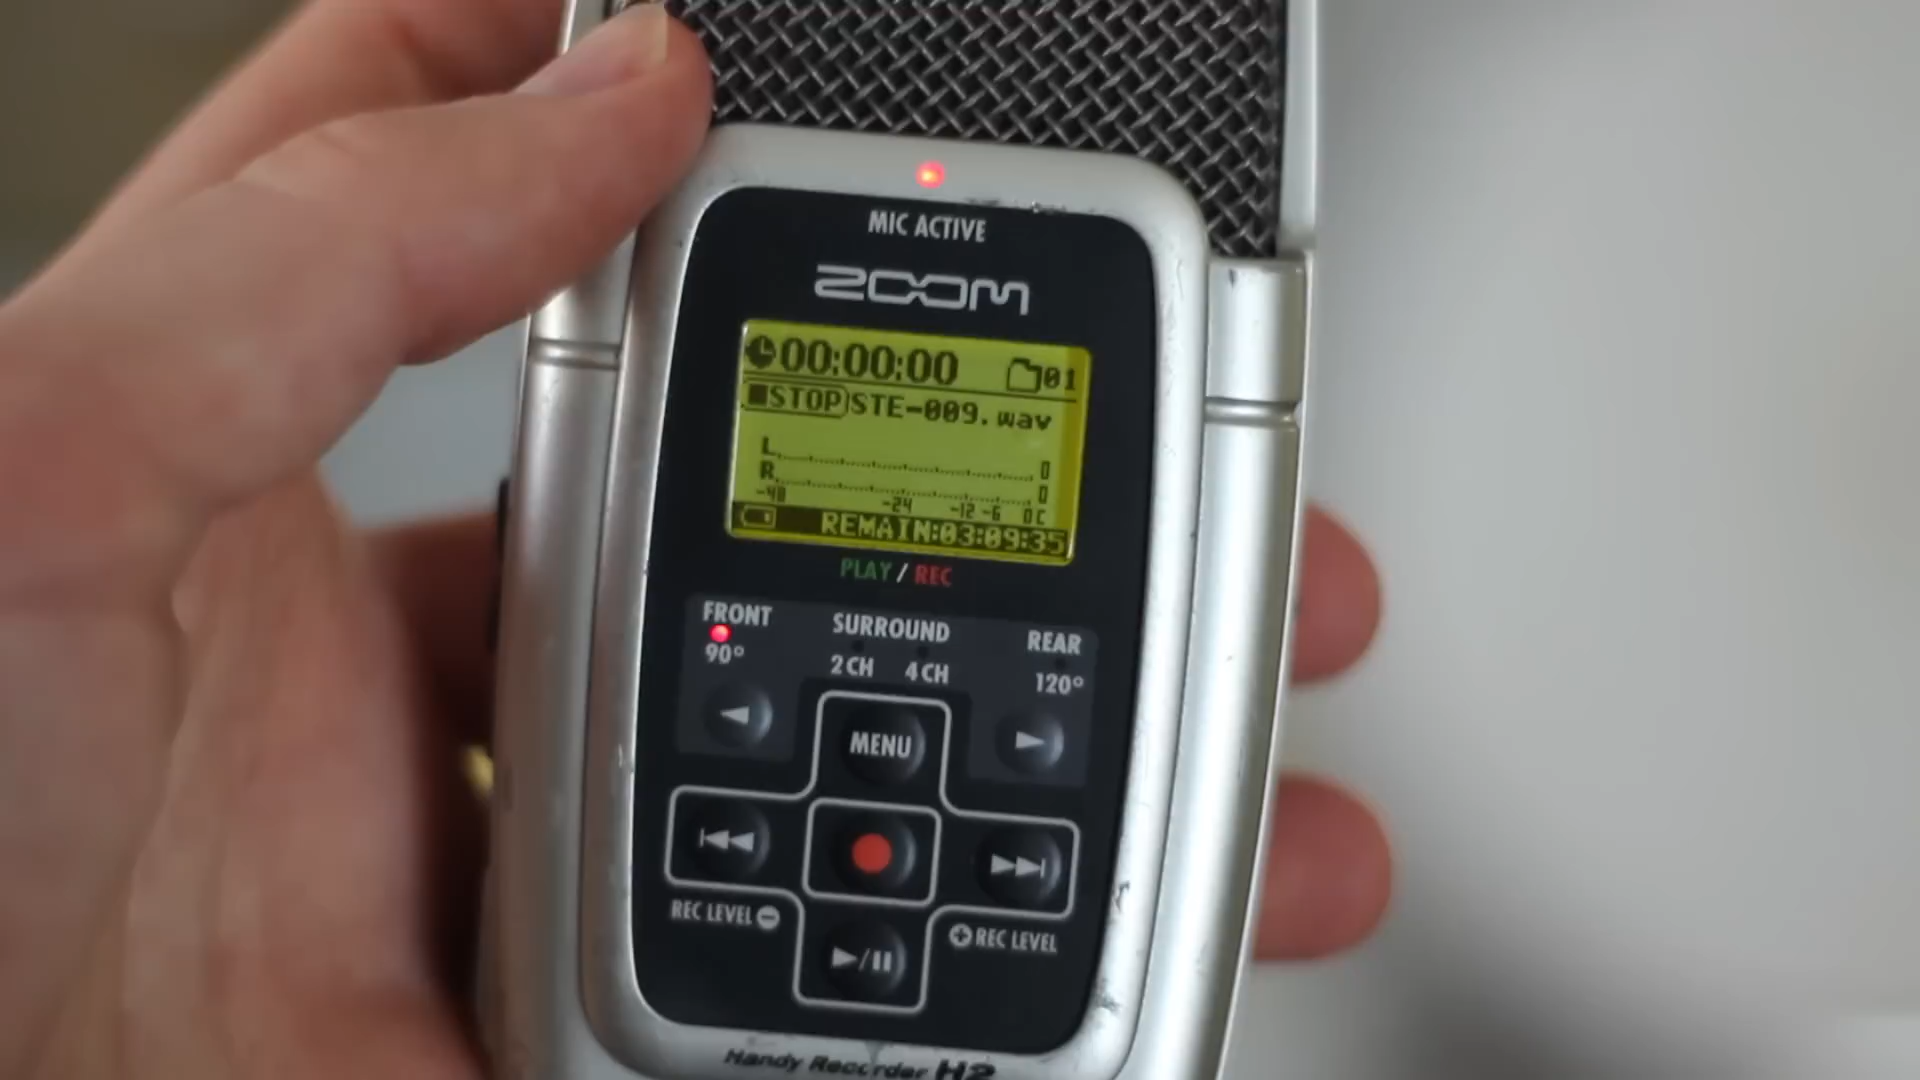 MIC ACTIVE
ZOOM
00:00:00 01
STOP STE-009.wav
L 0
R 0
-48 -24 -12 -6 0
REMAIN:03:09:35
PLAY/REC
FRONT SURROUND REAR
90° 2CH 4CH 120°
MENU
REC LEVEL REC LEVEL
Handy Recorder H2